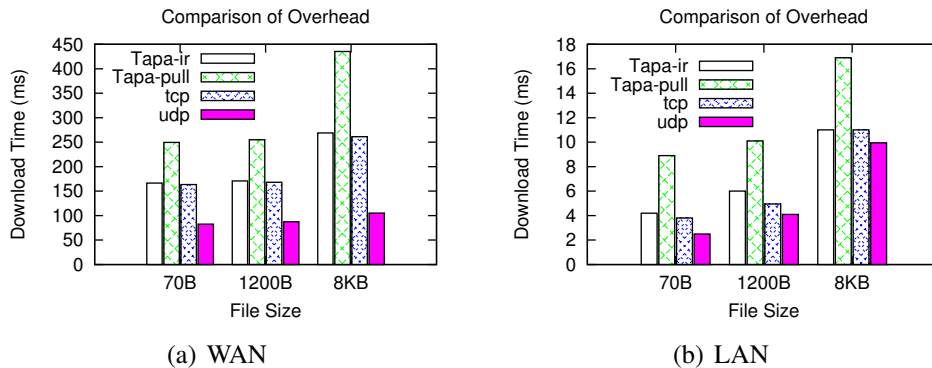 Comparison of Overhead
450
400
350
300
250
200
150
100
50
0
Download Time (ms)
Tapa-ir
Tapa-pull
tcp
udp
70B 1200B 8KB
File Size
(a) WAN
Comparison of Overhead
18
16
14
12
10
8
6
4
2
0
Download Time (ms)
Tapa-ir
Tapa-pull
tcp
udp
70B 1200B 8KB
File Size
(b) LAN